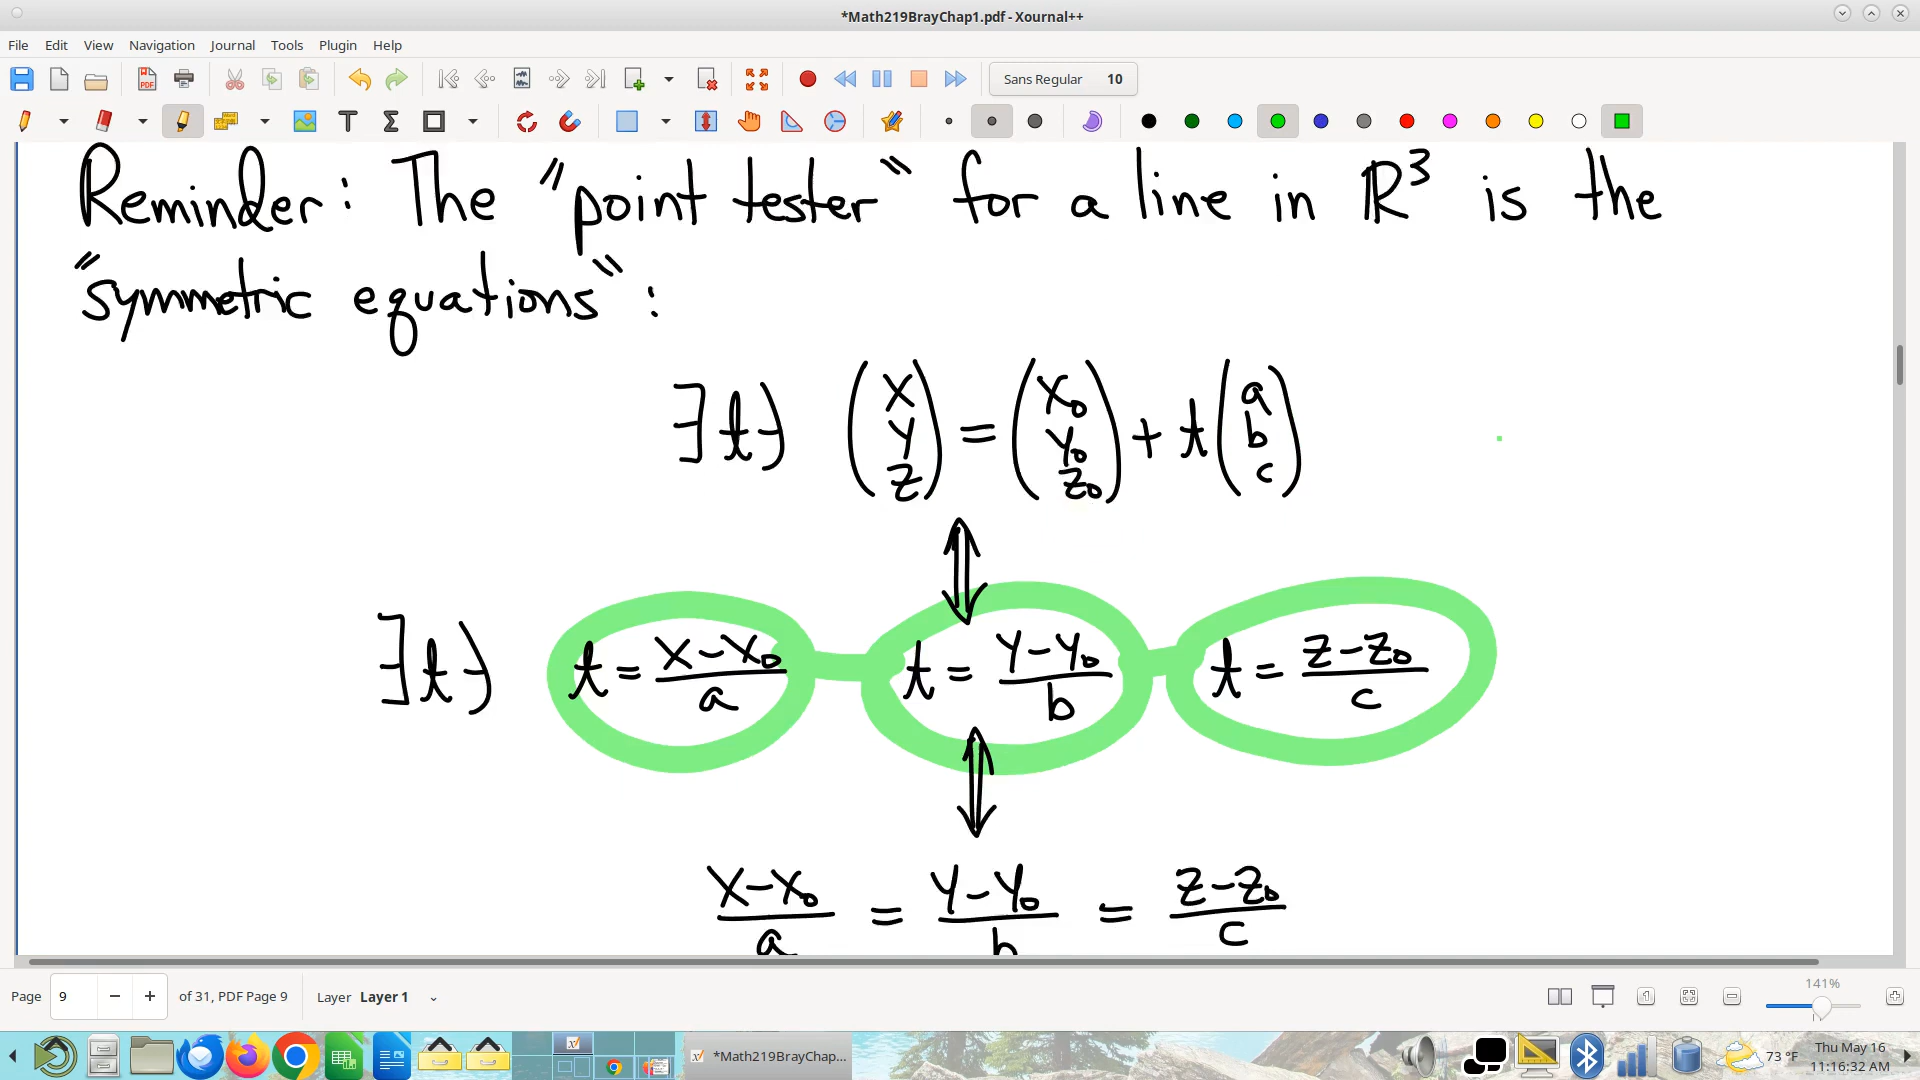 *Math219BrayChap1.pdf - Xournal++
File Edit View Navigation Journal Tools Plugin Help
Sans Regular 10
Reminder: The "point tester" for a line in R³ is the
"symmetric equations":
∃ t ∋ (x y z) = (x₀ y₀ z₀) + t (a b c)
∃ t ∋ t = (x-x₀)/a t = (y-y₀)/b t = (z-z₀)/c
(x-x₀)/a = (y-y₀)/b = (z-z₀)/c
Page 9 of 31, PDF Page 9 Layer Layer 1 141%
*Math219BrayChap... 73 °F Thu May 16
11:16:32 AM